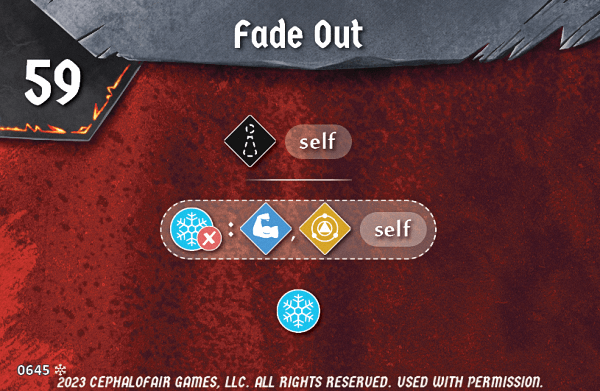 Fade Out
59
self
: , self
0645
2023 CEPHALOFAIR GAMES, LLC. ALL RIGHTS RESERVED. USED WITH PERMISSION.